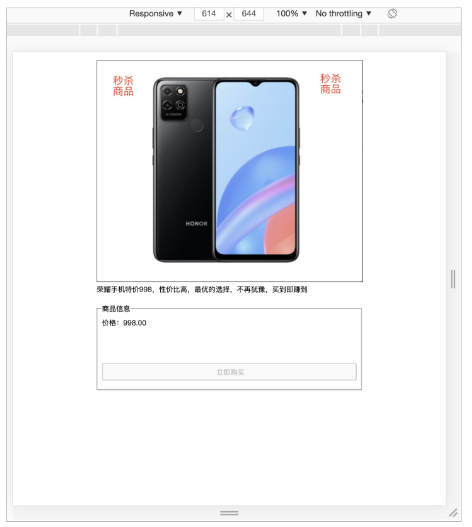 Responsive ▼ 614 × 644 100% ▼ No throttling ▼
秒杀
商品
秒杀
商品
HONOR
荣耀手机特价998，性价比高，最优的选择，不再犹豫，买到即赚到
商品信息
价格：998.00
立即购买